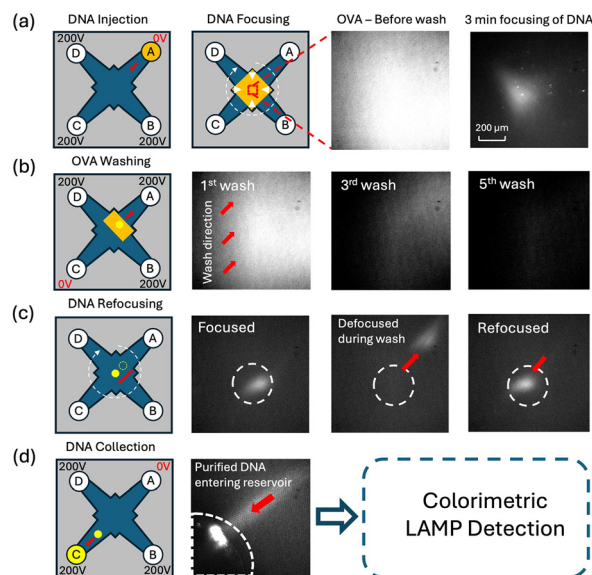 (a)
DNA Injection
DNA Focusing
OVA – Before wash
3 min focusing of DNA
200V
0V
D
A
C
B
200V
200V
D
A
C
B
200 μm
(b)
OVA Washing
200V
200V
D
A
C
B
0V
200V
1st wash
Wash direction
3rd wash
5th wash
(c)
DNA Refocusing
D
A
C
B
Focused
Defocused
during wash
Refocused
(d)
DNA Collection
200V
0V
D
A
C
B
200V
Purified DNA
entering reservoir
Colorimetric
LAMP Detection